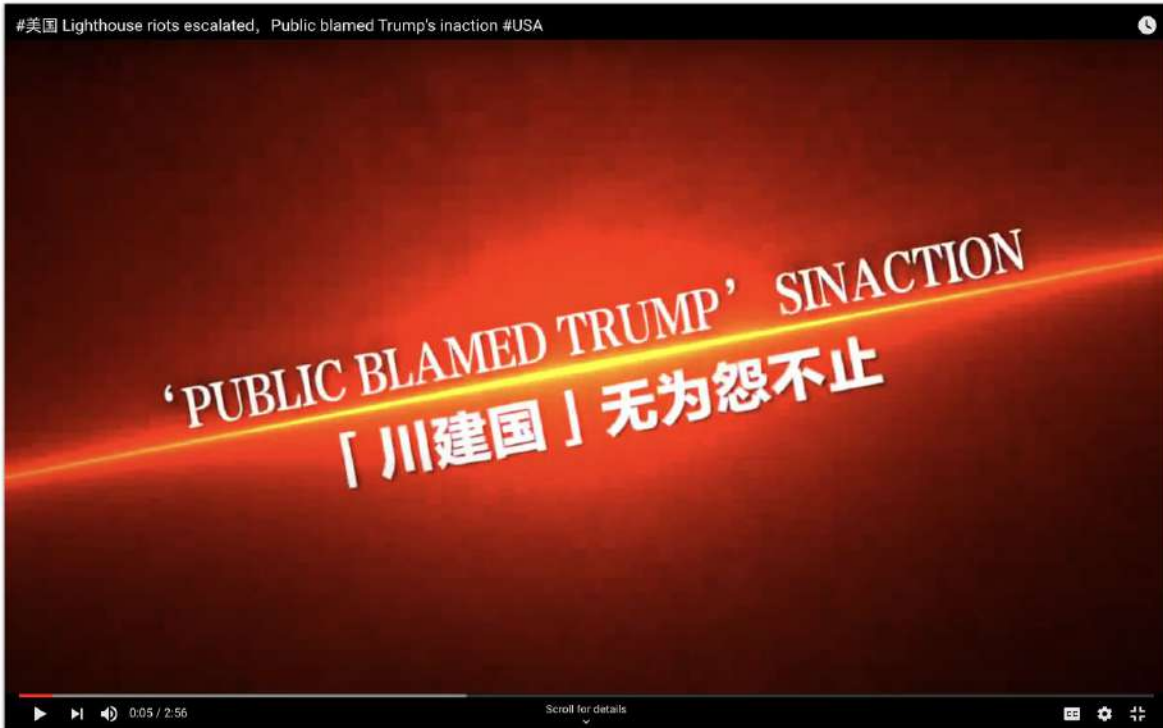 #美国 Lighthouse riots escalated, Public blamed Trump's inaction #USA
‘PUBLIC BLAMED TRUMP’ SINACTION
「川建国」无为怨不止
0:05 / 2:56
Scroll for details
CC